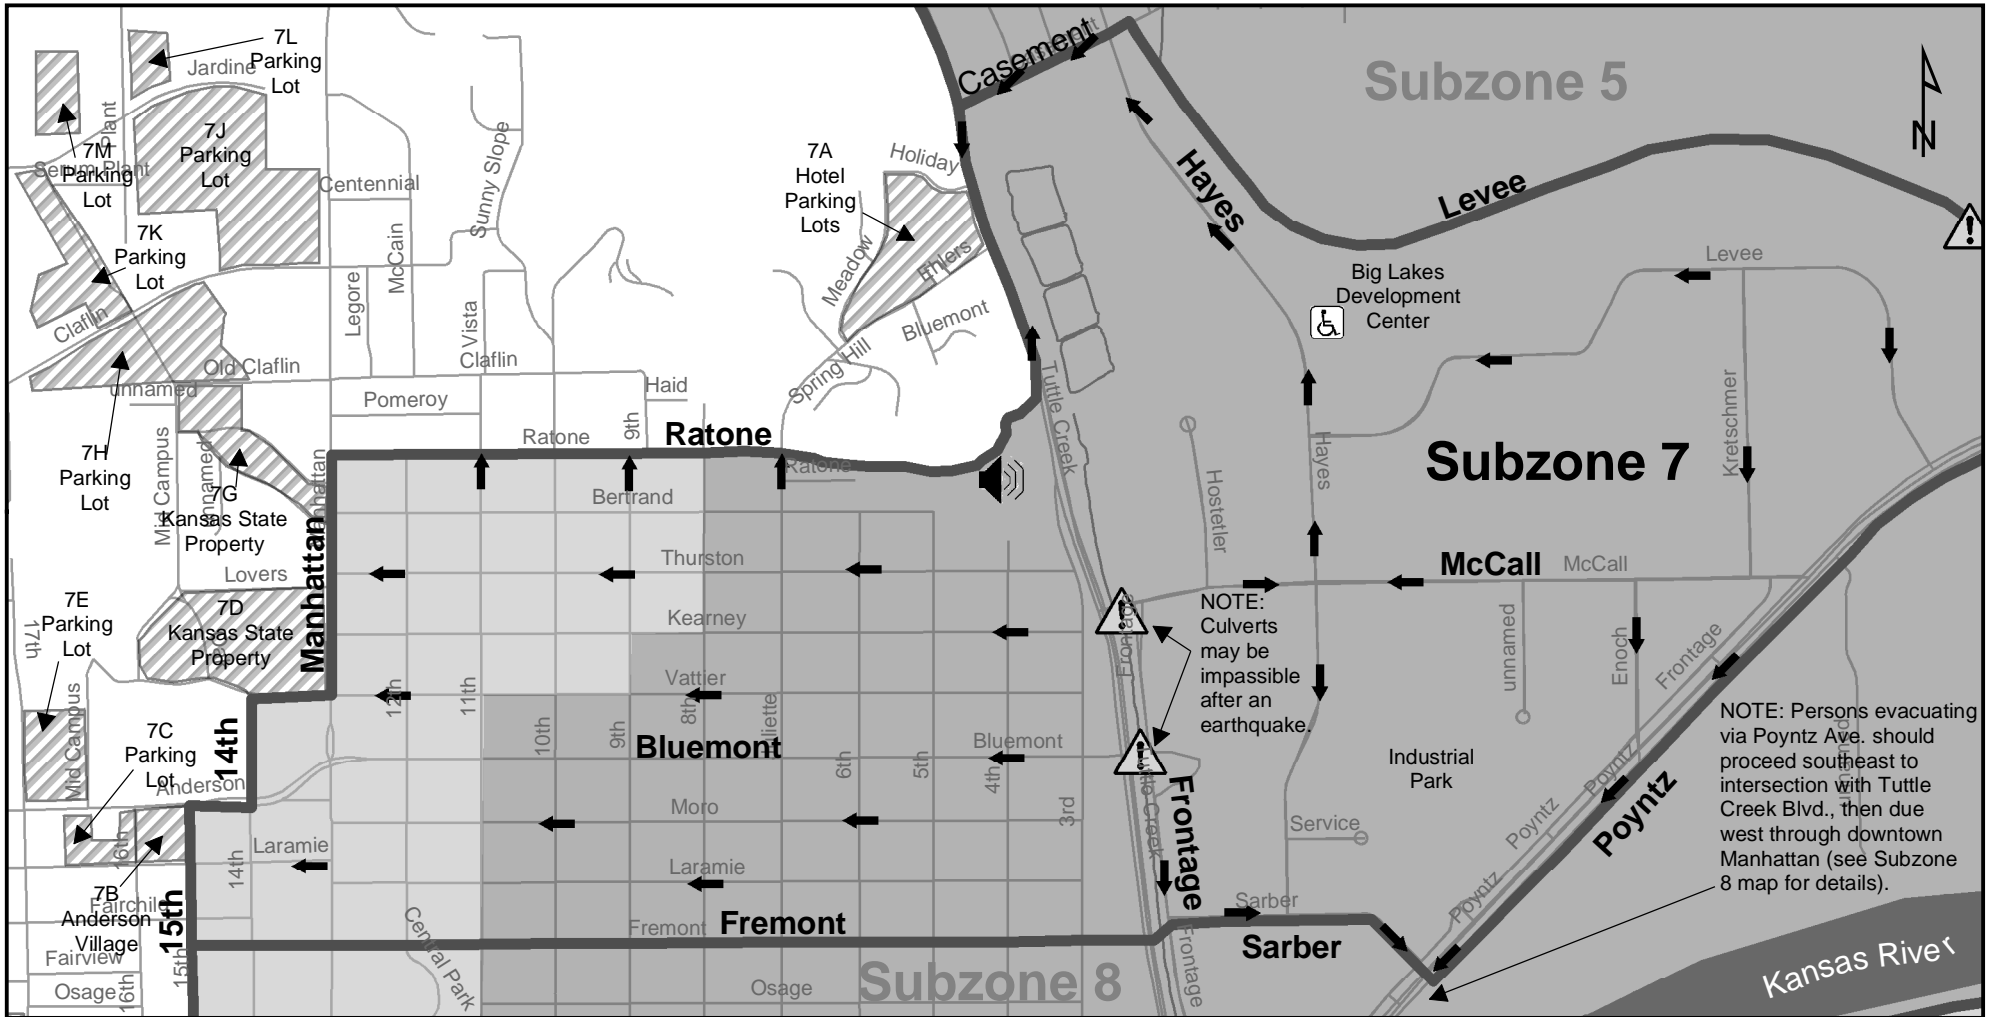 7L
Parking
Lot
Jardine
Plant
7M
Serum Plant
Parking
Lot
7J
Parking
Lot
7K
Parking
Lot
Claflin
Old Claflin
unnamed
7H
Parking
Lot
Mid Campus
unnamed
7G
Kansas State
Property
Lovers
7D
Kansas State
Property
7E
Parking
Lot
17th
Mid Campus
7C
Parking
Lot
Anderson
16th
7B
Anderson
Village
Fairchild
Fairview
Osage
16th
15th
15th
14th
14th
Manhattan
Centennial
McCain
Legore
Sunny Slope
Vista
Claflin
Pomeroy
Haid
9th
Ratone
Ratone
Ratone
7A
Hotel
Parking
Lots
Holiday
Meadow
Ehlers
Bluemont
Spring Hill
Bertrand
Thurston
Kearney
Vattier
12th
11th
10th
9th
8th
Juliette
6th
5th
4th
3rd
Bluemont
Bluemont
Moro
Laramie
Laramie
Fremont
Fremont
Central Park
Osage
Subzone 8
Casement
Subzone 5
N
Hayes
Levee
Levee
Big Lakes
Development
Center
Kretschmer
Subzone 7
Tuttle Creek
Hostetler
Hayes
McCall
McCall
NOTE:
Culverts
may be
impassible
after an
earthquake.
Frontage
Tuttle Creek
Frontage
Frontage
unnamed
Enoch
Frontage
Industrial
Park
Service
Sarber
Sarber
Poyntz
Poyntz
Poyntz
Poyntz
unnamed
NOTE: Persons evacuating
via Poyntz Ave. should
proceed southeast to
intersection with Tuttle
Creek Blvd., then due
west through downtown
Manhattan (see Subzone
8 map for details).
Kansas River